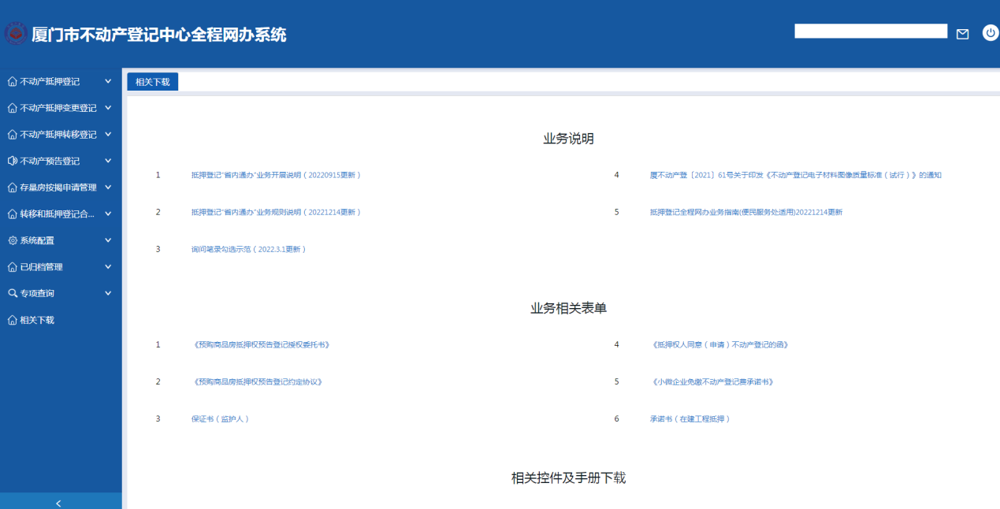 厦门市不动产登记中心全程网办系统
不动产抵押登记
不动产抵押变更登记
不动产抵押转移登记
不动产预告登记
存量房按揭申请管理
转移和抵押登记合...
系统配置
已归档管理
专项查询
相关下载
相关下载
业务说明
1 抵押登记“省内通办”业务开展说明（20220915更新）
4 厦不动产登〔2021〕61号关于印发《不动产登记电子材料图像质量标准（试行）》的通知
2 抵押登记“省内通办”业务规则说明（20221214更新）
5 抵押登记全程网办业务指南(便民服务处适用)20221214更新
3 询问笔录勾选示范（2022.3.1更新）
业务相关表单
1 《预购商品房抵押权预告登记授权委托书》
4 《抵押权人同意（申请）不动产登记的函》
2 《预购商品房抵押权预告登记约定协议》
5 《小微企业免缴不动产登记费承诺书》
3 保证书（监护人）
6 承诺书（在建工程抵押）
相关控件及手册下载